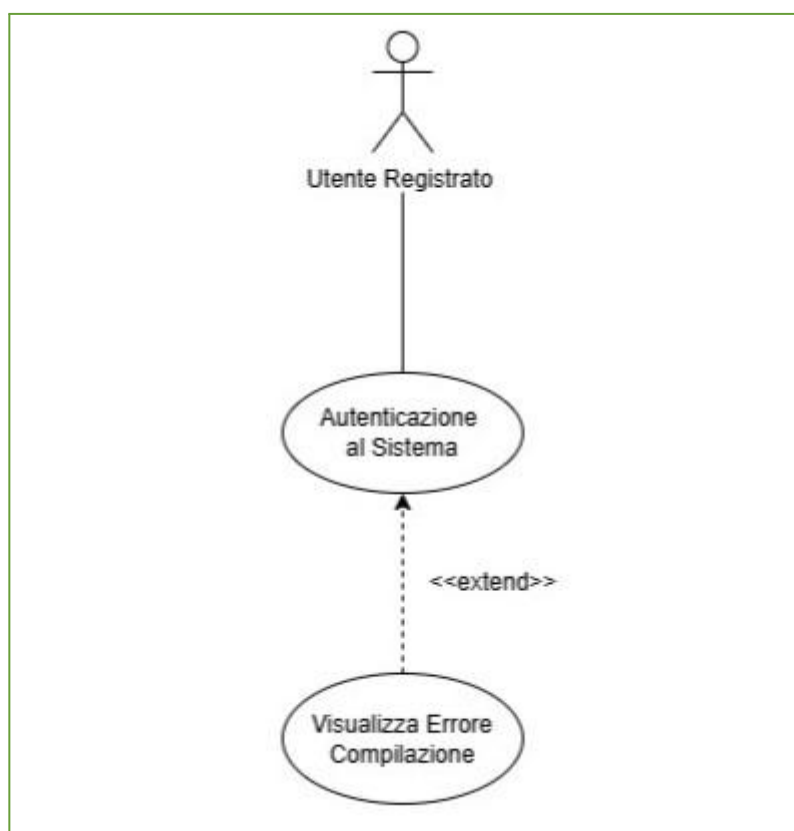 Utente Registrato
Autenticazione
al Sistema
<<extend>>
Visualizza Errore
Compilazione